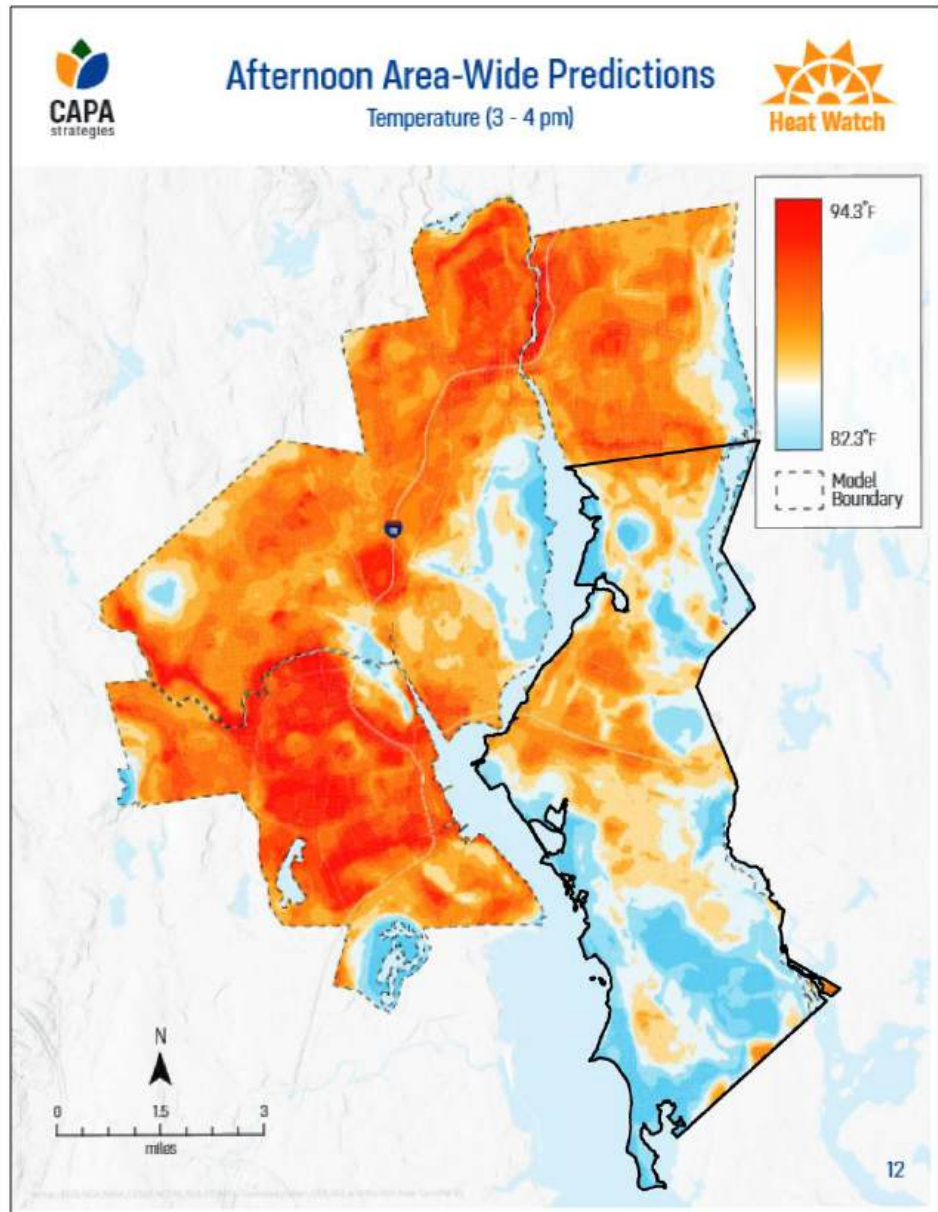 CAPA
strategies
Afternoon Area-Wide Predictions
Temperature (3 - 4 pm)
Heat Watch
94.3°F
82.3°F
Model
Boundary
N
0 1.5 3
miles
12